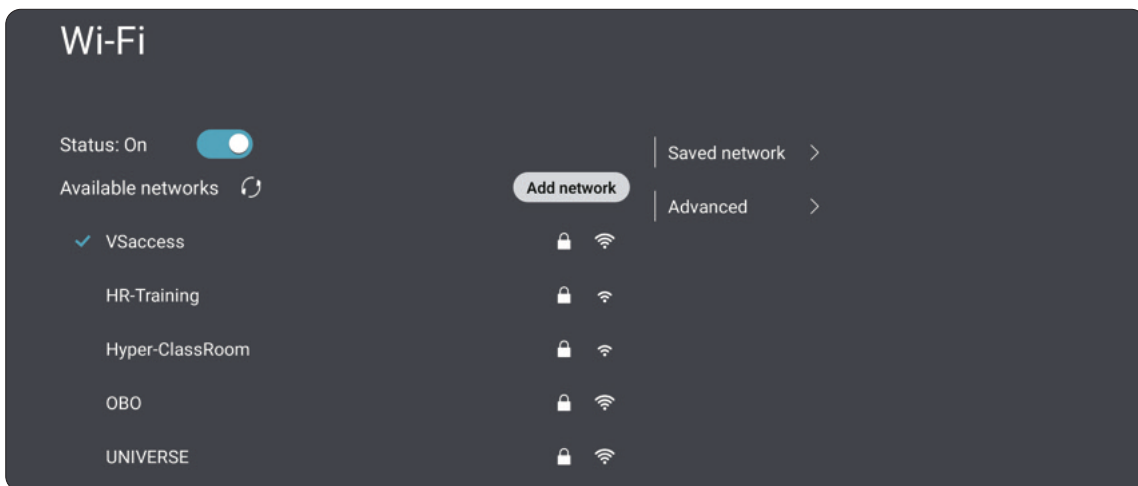 Wi-Fi
Status: On
Available networks
Add network
VSaccess
HR-Training
Hyper-ClassRoom
OBO
UNIVERSE
Saved network
Advanced